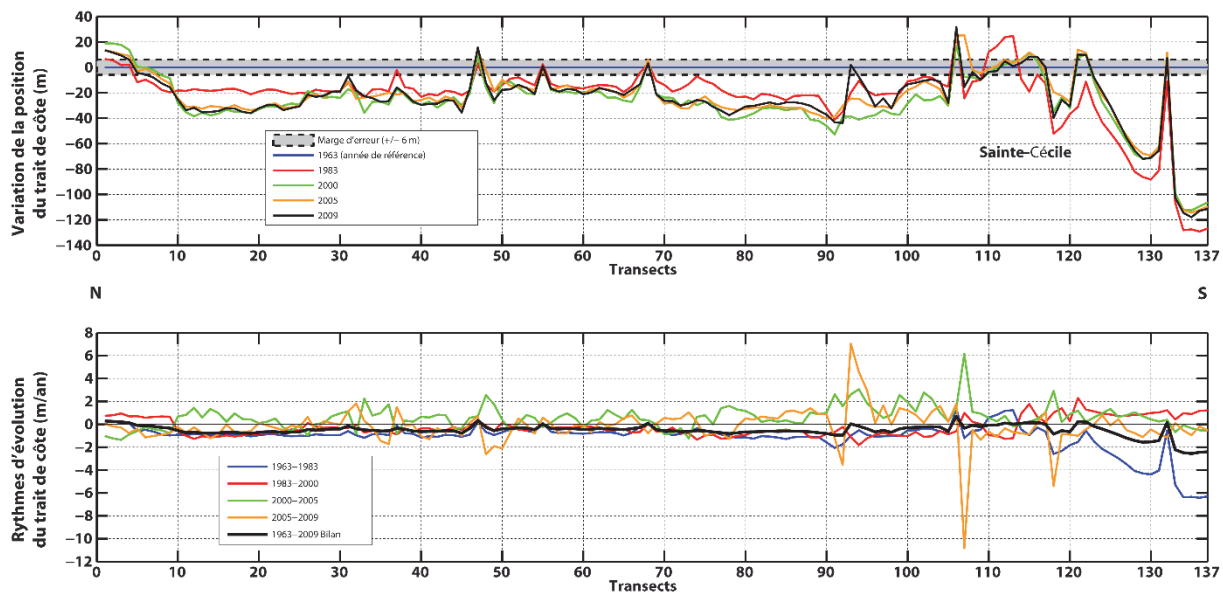 Variation de la position
du trait de côte (m)
40
20
0
−20
−40
−60
−80
−100
−120
−140
Marge d'erreur (+/− 6 m)
1963 (année de référence)
1983
2000
2005
2009
Sainte–Cécile
0 10 20 30 40 50 60 70 80 90 100 110 120 130 137
Transects
N S
Rythmes d'évolution
du trait de côte (m/an)
8
6
4
2
0
−2
−4
−6
−8
−10
−12
1963−1983
1983−2000
2000−2005
2005−2009
1963−2009 Bilan
0 10 20 30 40 50 60 70 80 90 100 110 120 130 137
Transects